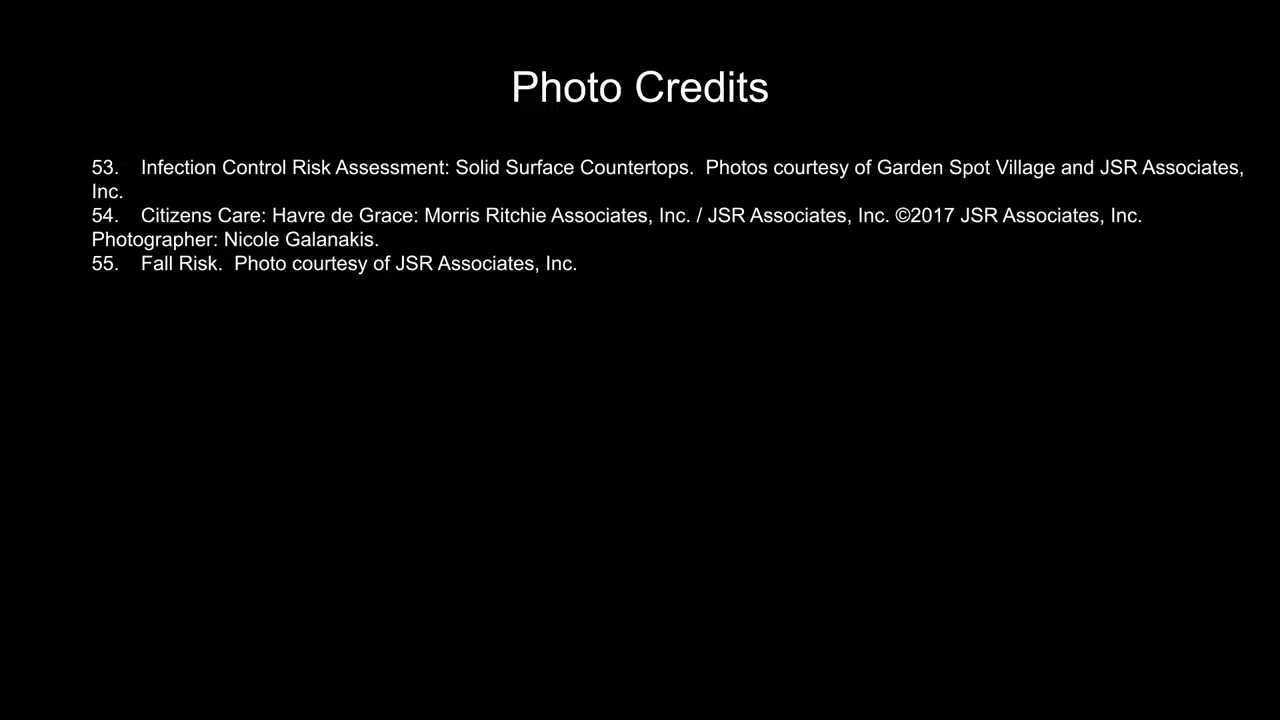 Photo Credits
53. Infection Control Risk Assessment: Solid Surface Countertops. Photos courtesy of Garden Spot Village and JSR Associates,
Inc.
54. Citizens Care: Havre de Grace: Morris Ritchie Associates, Inc. / JSR Associates, Inc. ©2017 JSR Associates, Inc.
Photographer: Nicole Galanakis.
55. Fall Risk. Photo courtesy of JSR Associates, Inc.